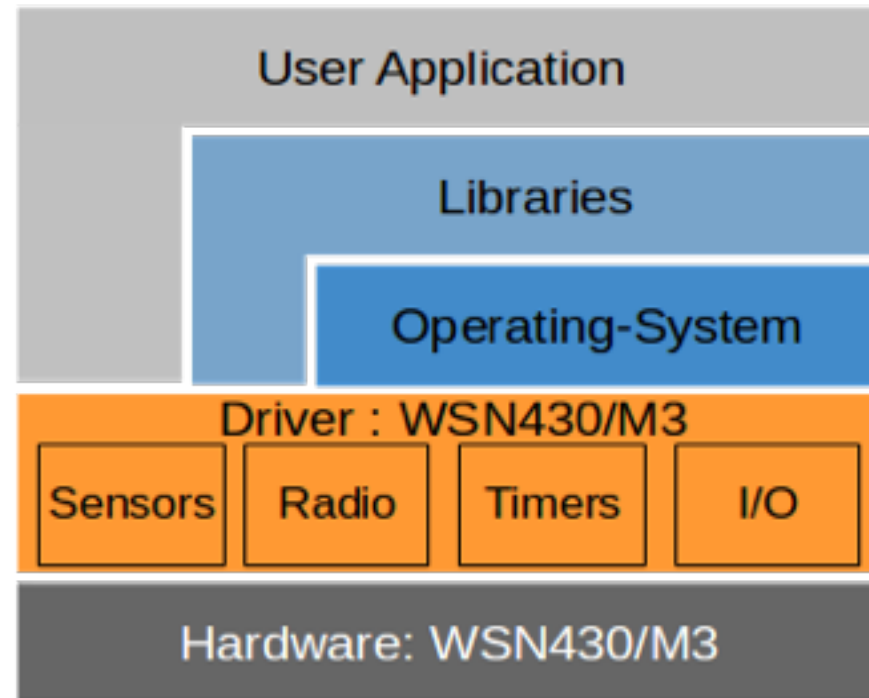 User Application
Libraries
Operating-System
Driver : WSN430/M3
Sensors Radio Timers I/O
Hardware: WSN430/M3